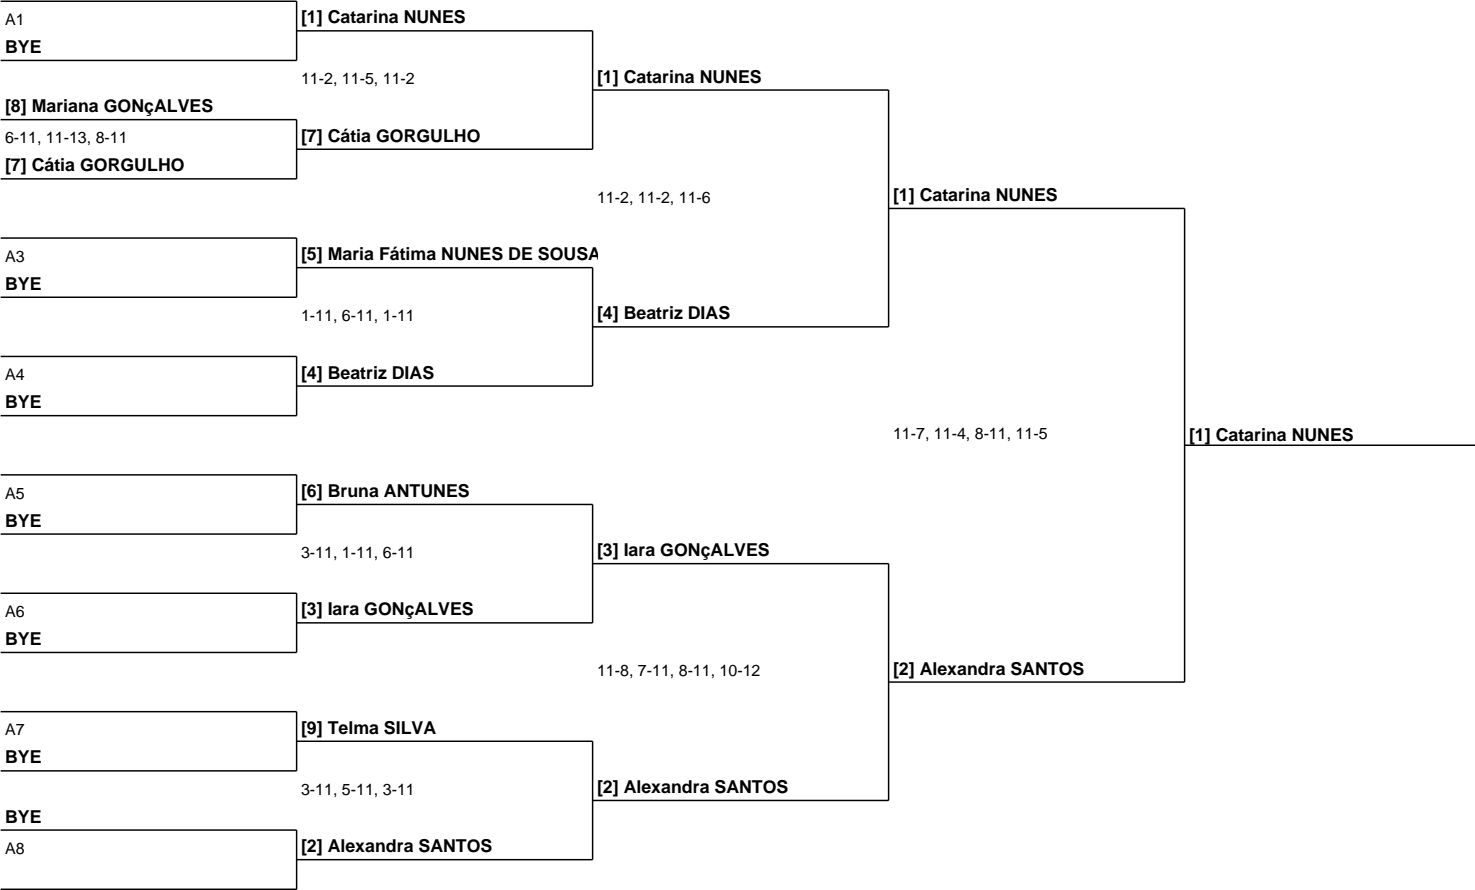 A1
[1] Catarina NUNES
BYE
11-2, 11-5, 11-2
[1] Catarina NUNES
[8] Mariana GONçALVES
6-11, 11-13, 8-11
[7] Cátia GORGULHO
[7] Cátia GORGULHO
11-2, 11-2, 11-6
[1] Catarina NUNES
A3
[5] Maria Fátima NUNES DE SOUSA
BYE
1-11, 6-11, 1-11
[4] Beatriz DIAS
A4
[4] Beatriz DIAS
BYE
11-7, 11-4, 8-11, 11-5
[1] Catarina NUNES
A5
[6] Bruna ANTUNES
BYE
3-11, 1-11, 6-11
[3] Iara GONçALVES
A6
[3] Iara GONçALVES
BYE
11-8, 7-11, 8-11, 10-12
[2] Alexandra SANTOS
A7
[9] Telma SILVA
BYE
3-11, 5-11, 3-11
[2] Alexandra SANTOS
BYE
A8
[2] Alexandra SANTOS